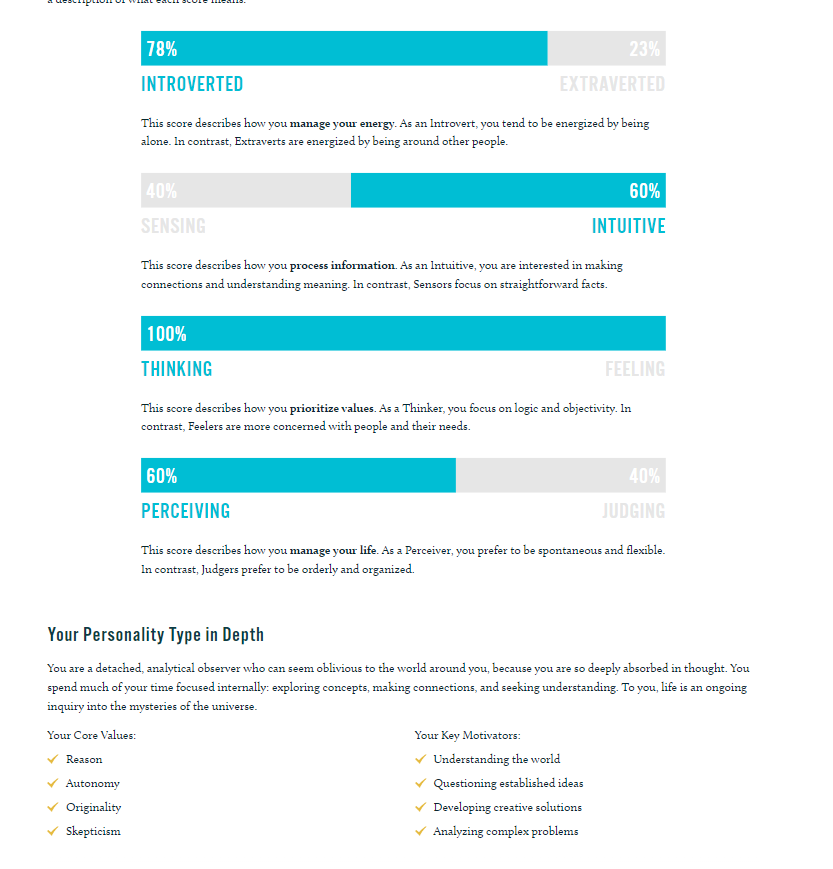 a description of what each score means.
78% 23%
INTROVERTED EXTRAVERTED
This score describes how you manage your energy. As an Introvert, you tend to be energized by being
alone. In contrast, Extraverts are energized by being around other people.
40% 60%
SENSING INTUITIVE
This score describes how you process information. As an Intuitive, you are interested in making
connections and understanding meaning. In contrast, Sensors focus on straightforward facts.
100%
THINKING FEELING
This score describes how you prioritize values. As a Thinker, you focus on logic and objectivity. In
contrast, Feelers are more concerned with people and their needs.
60% 40%
PERCEIVING JUDGING
This score describes how you manage your life. As a Perceiver, you prefer to be spontaneous and flexible.
In contrast, Judgers prefer to be orderly and organized.
Your Personality Type in Depth
You are a detached, analytical observer who can seem oblivious to the world around you, because you are so deeply absorbed in thought. You
spend much of your time focused internally: exploring concepts, making connections, and seeking understanding. To you, life is an ongoing
inquiry into the mysteries of the universe.
Your Core Values:
Reason
Autonomy
Originality
Skepticism
Your Key Motivators:
Understanding the world
Questioning established ideas
Developing creative solutions
Analyzing complex problems